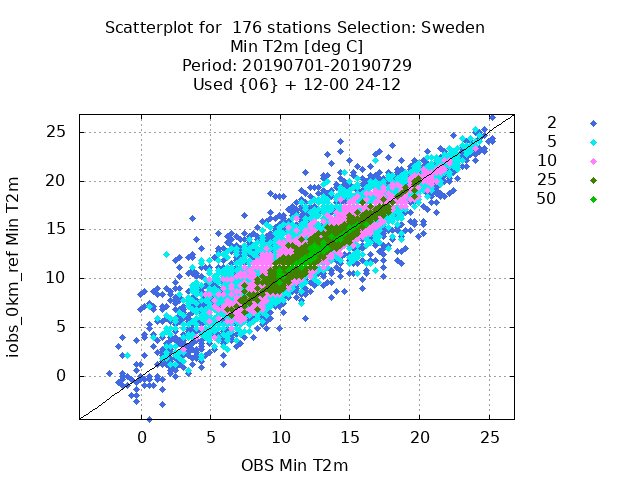 Scatterplot for  176 stations Selection: Sweden
Min T2m [deg C]
Period: 20190701-20190729
Used {06} + 12-00 24-12
2
5
10
25
50
iobs_0km_ref Min T2m
25
20
15
10
5
0
0 5 10 15 20 25
OBS Min T2m